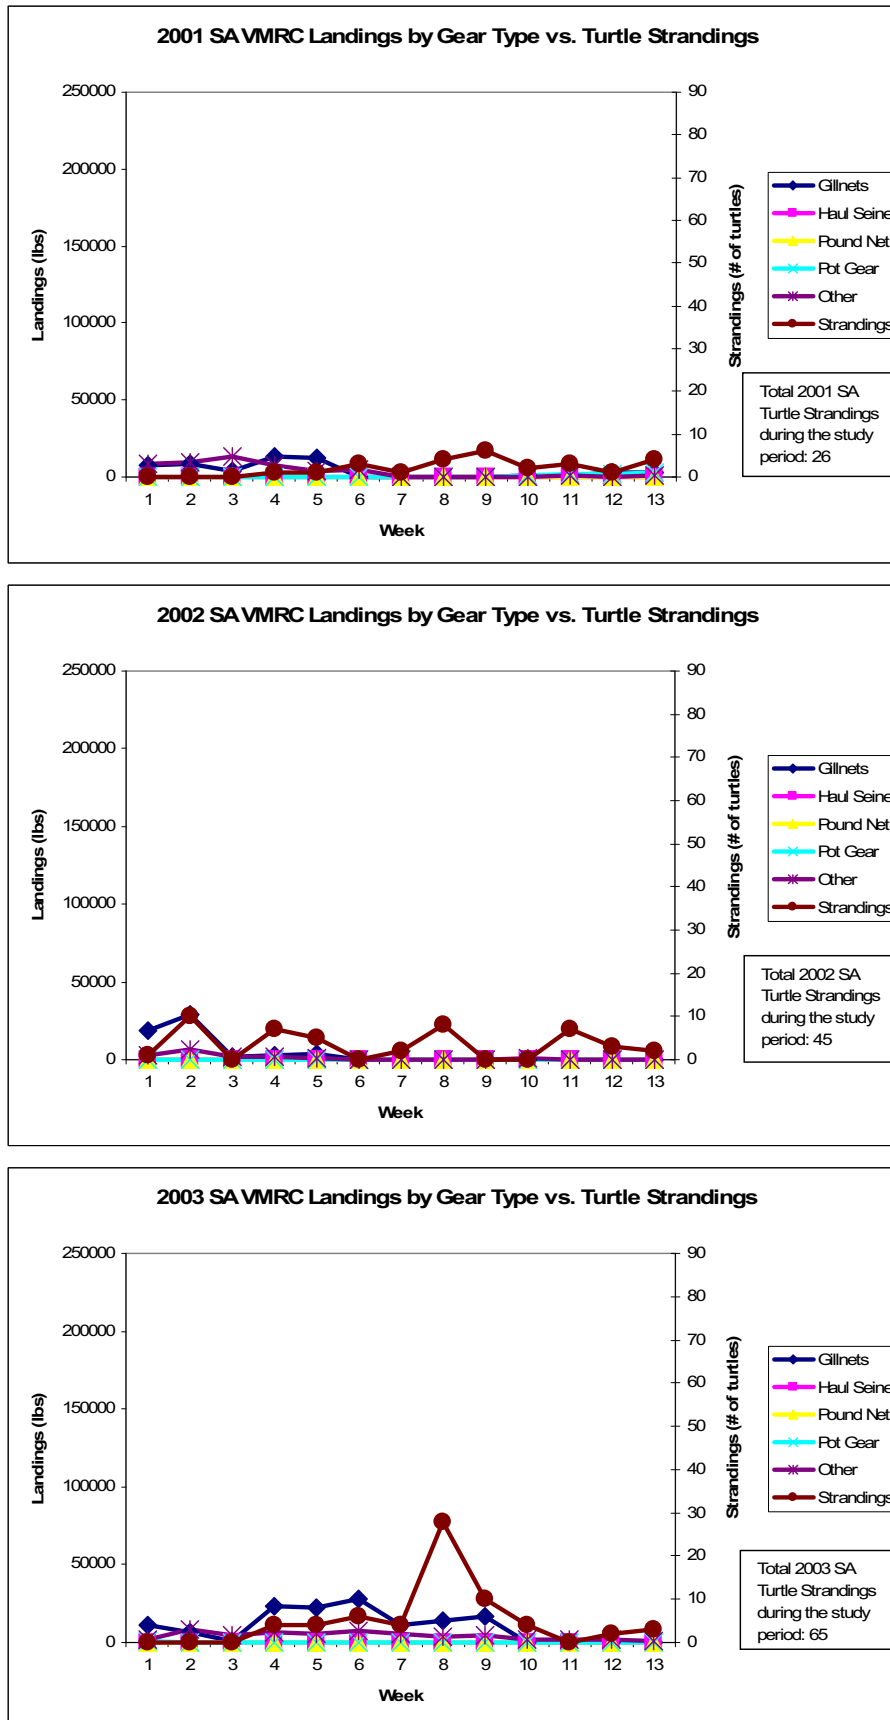 2001 SA VMRC Landings by Gear Type vs. Turtle Strandings
250000
200000
150000
100000
50000
0
Landings (lbs)
90
80
70
60
50
40
30
20
10
0
Strandings (# of turtles)
1 2 3 4 5 6 7 8 9 10 11 12 13
Week
Gillnets
Haul Seine
Pound Net
Pot Gear
Other
Strandings
Total 2001 SA
Turtle Strandings
during the study
period: 26
2002 SA VMRC Landings by Gear Type vs. Turtle Strandings
250000
200000
150000
100000
50000
0
Landings (lbs)
90
80
70
60
50
40
30
20
10
0
Strandings (# of turtles)
1 2 3 4 5 6 7 8 9 10 11 12 13
Week
Gillnets
Haul Seine
Pound Net
Pot Gear
Other
Strandings
Total 2002 SA
Turtle Strandings
during the study
period: 45
2003 SA VMRC Landings by Gear Type vs. Turtle Strandings
250000
200000
150000
100000
50000
0
Landings (lbs)
90
80
70
60
50
40
30
20
10
0
Strandings (# of turtles)
1 2 3 4 5 6 7 8 9 10 11 12 13
Week
Gillnets
Haul Seine
Pound Net
Pot Gear
Other
Strandings
Total 2003 SA
Turtle Strandings
during the study
period: 65